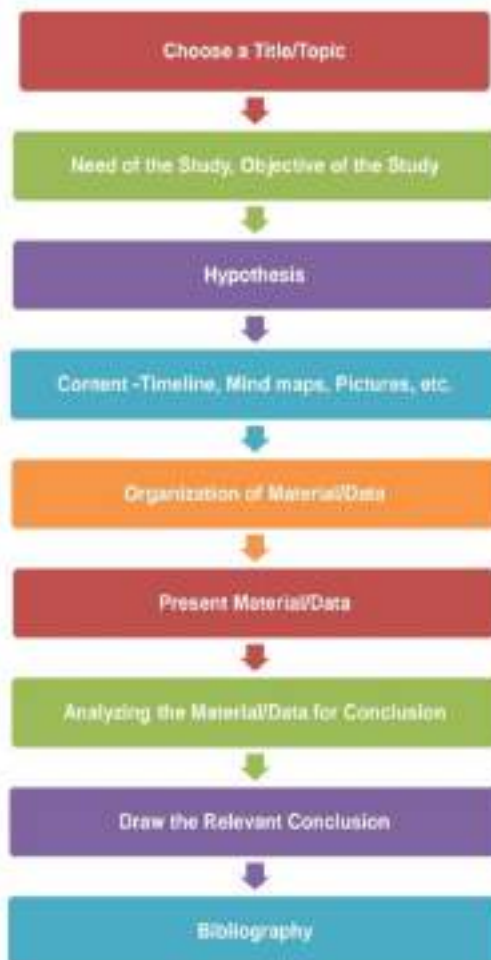 Choose a Title/Topic
Need of the Study, Objective of the Study
Hypothesis
Content -Timeline, Mind maps, Pictures, etc.
Organization of Material/Data
Present Material/Data
Analyzing the Material/Data for Conclusion
Draw the Relevant Conclusion
Bibliography